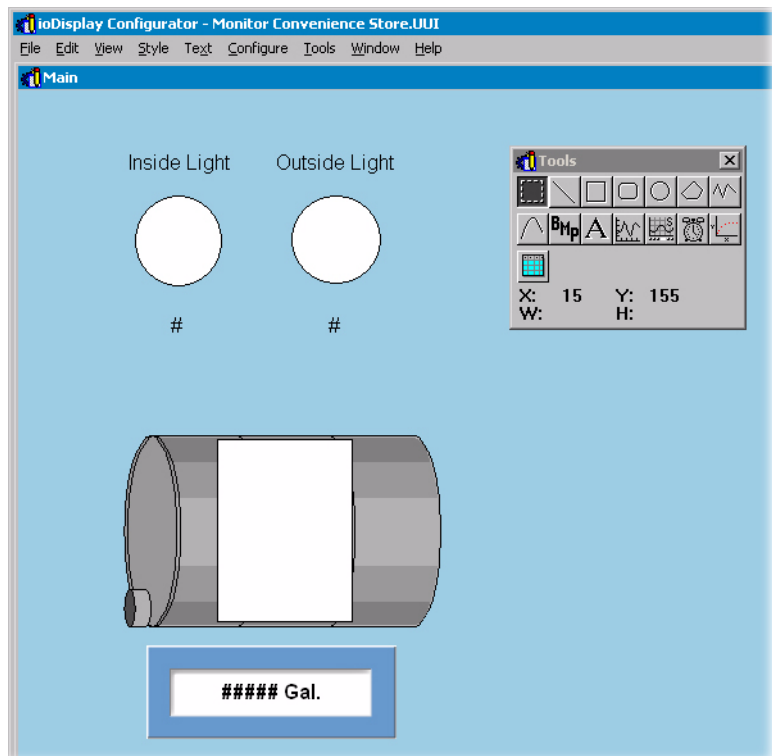 ioDisplay Configurator - Monitor Convenience Store.UUI
File Edit View Style Text Configure Tools Window Help
Main
Inside Light Outside Light
# #
Tools
BMp A S
Y X
X: 15 Y: 155
W: H:
##### Gal.